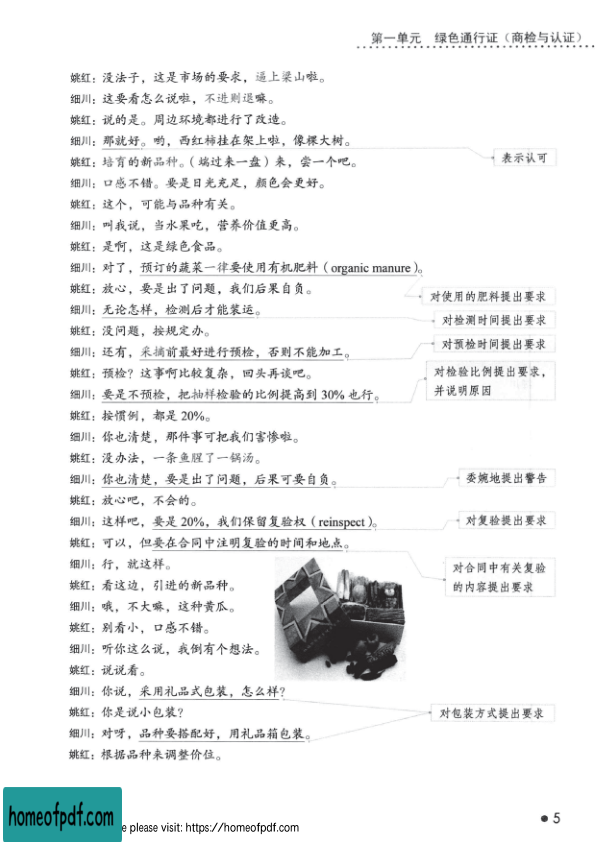 第一单元 绿色通行证（商检与认证）
姚红：没法子，这是市场的要求，逼上梁山啦。
细川：这要看怎么说啦，不进则退嘛。
姚红：说的是。周边环境都进行了改造。
细川：那就好。哟，西红柿挂在架上啦，像棵大树。
表示认可
姚红：培育的新品种。（端过来一盘）来，尝一个吧。
细川：口感不错。要是日光充足，颜色会更好。
姚红：这个，可能与品种有关。
细川：叫我说，当水果吃，营养价值更高。
姚红：是啊，这是绿色食品。
细川：对了，预订的蔬菜一律要使用有机肥料（organic manure）。
姚红：放心，要是出了问题，我们后果自负。
对使用的肥料提出要求
细川：无论怎样，检测后才能装运。
对检测时间提出要求
姚红：没问题，按规定办。
对预检时间提出要求
细川：还有，采摘前最好进行预检，否则不能加工。
姚红：预检？这事啊比较复杂，回头再谈吧。
对检验比例提出要求，
并说明原因
细川：要是不预检，把抽样检验的比例提高到 30% 也行。
姚红：按惯例，都是 20%。
细川：你也清楚，那件事可把我们害惨啦。
姚红：没办法，一条鱼腥了一锅汤。
细川：你也清楚，要是出了问题，后果可要自负。
委婉地提出警告
姚红：放心吧，不会的。
细川：这样吧，要是 20%，我们保留复验权（reinspect）。
对复验提出要求
姚红：可以，但要在合同中注明复验的时间和地点。
细川：行，就这样。
对合同中有关复验
的内容提出要求
姚红：看这边，引进的新品种。
细川：哦，不大嘛，这种黄瓜。
姚红：别看小，口感不错。
细川：听你这么说，我倒有个想法。
姚红：说说看。
细川：你说，采用礼品式包装，怎么样？
姚红：你是说小包装？
对包装方式提出要求
细川：对呀，品种要搭配好，用礼品箱包装。
姚红：根据品种来调整价位。
5
homeofpdf.com
e please visit: https://homeofpdf.com